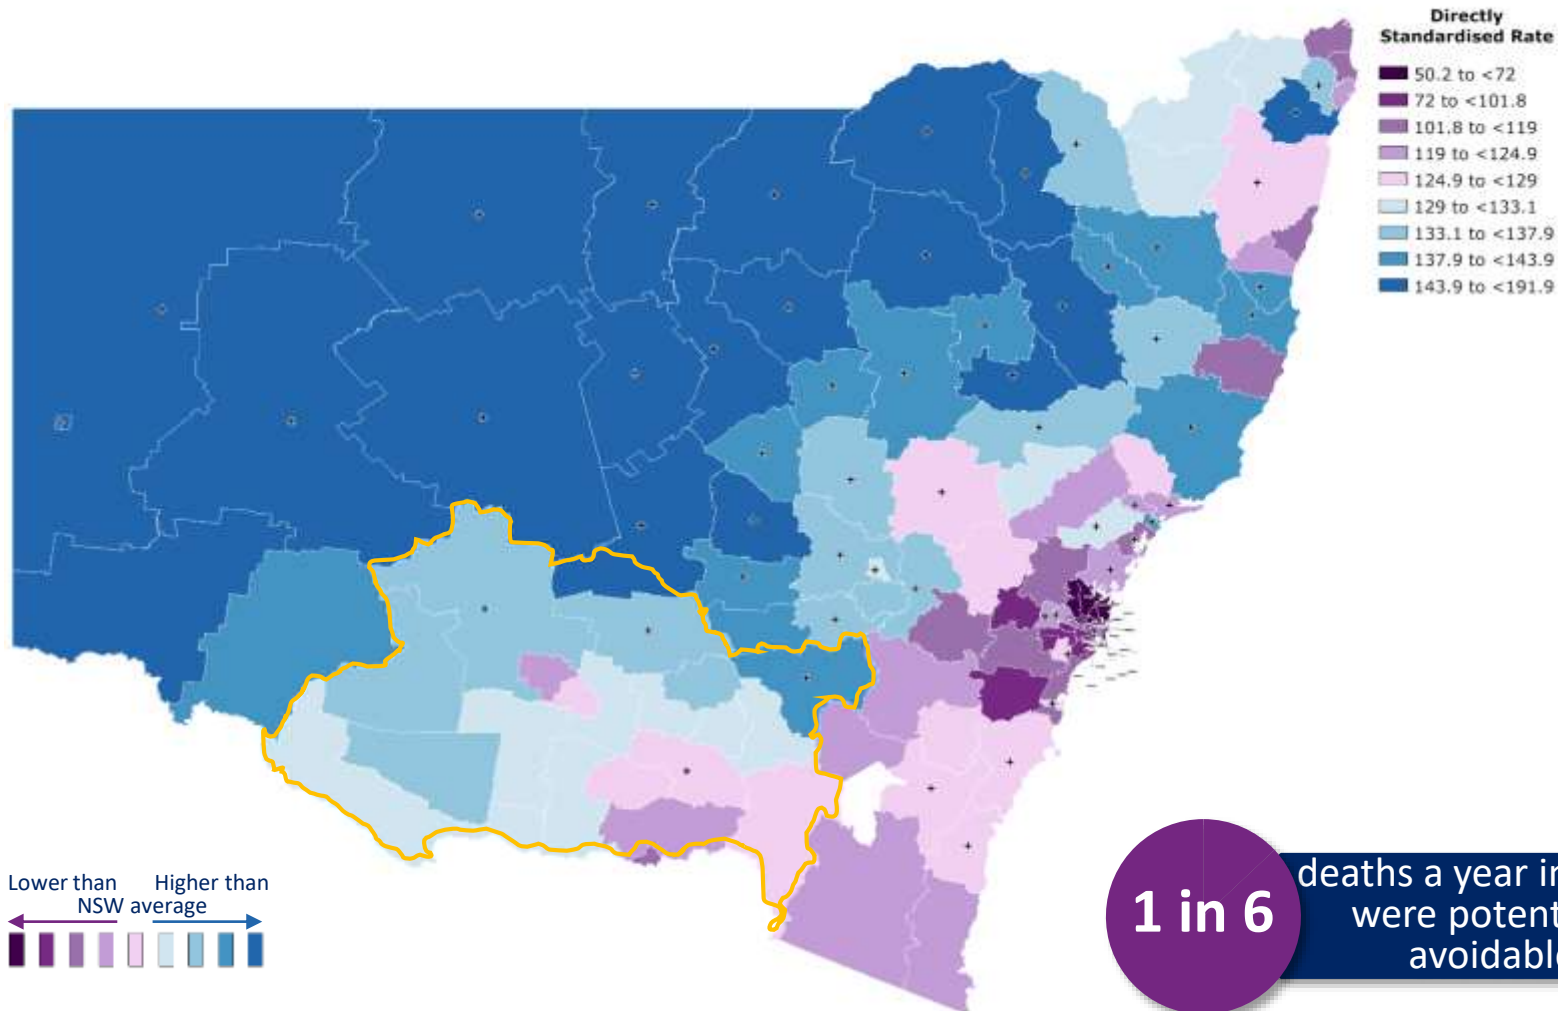 Directly
Standardised Rate
50.2 to <72
72 to <101.8
101.8 to <119
119 to <124.9
124.9 to <129
129 to <133.1
133.1 to <137.9
137.9 to <143.9
143.9 to <191.9
Lower than Higher than
NSW average
1 in 6
deaths a year
were